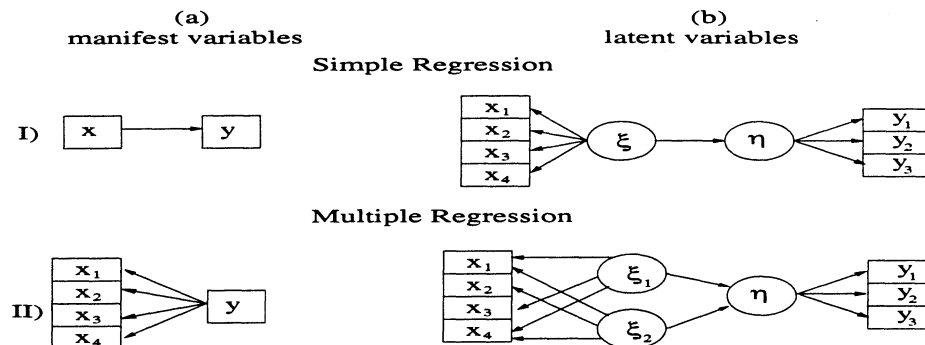 (a)
manifest variables
(b)
latent variables
Simple Regression
I)
x
y
x₁
x₂
x₃
x₄
ξ
η
y₁
y₂
y₃
Multiple Regression
II)
x₁
x₂
x₃
x₄
y
x₁
x₂
x₃
x₄
ξ₁
ξ₂
η
y₁
y₂
y₃